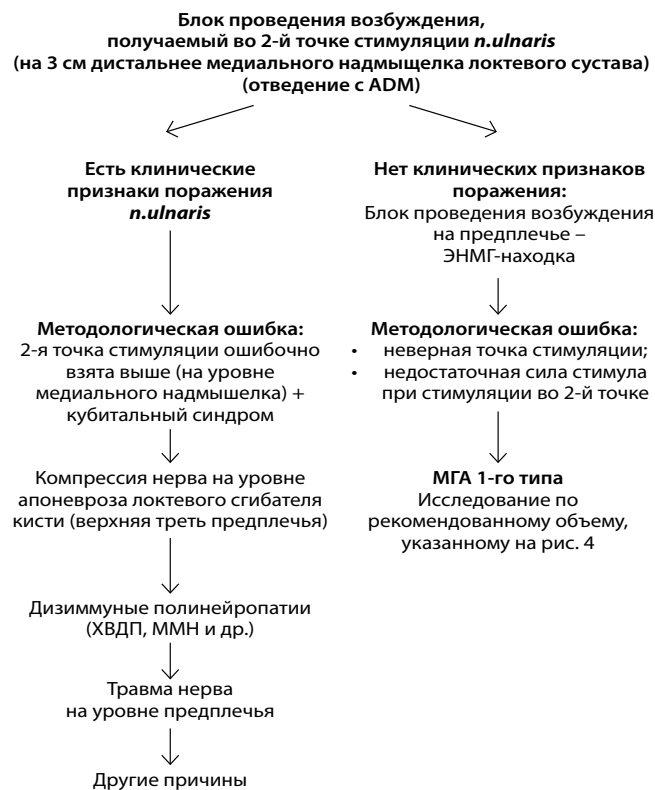 Блок проведения возбуждения,
получаемый во 2-й точке стимуляции n.ulnaris
(на 3 см дистальнее медиального надмыщелка локтевого сустава)
(отведение с ADM)
Есть клинические
признаки поражения
n.ulnaris
Методологическая ошибка:
2-я точка стимуляции ошибочно
взята выше (на уровне
медиального надмышелка) +
кубитальный синдром
Компрессия нерва на уровне
апоневроза локтевого сгибателя
кисти (верхняя треть предплечья)
Дизиммуные полинейропатии
(ХВДП, ММН и др.)
Травма нерва
на уровне предплечья
Другие причины
Нет клинических признаков
поражения:
Блок проведения возбуждения
на предплечье –
ЭНМГ-находка
Методологическая ошибка:
• неверная точка стимуляции;
• недостаточная сила стимула
при стимуляции во 2-й точке
МГА 1-го типа
Исследование по
рекомендованному объему,
указанному на рис. 4